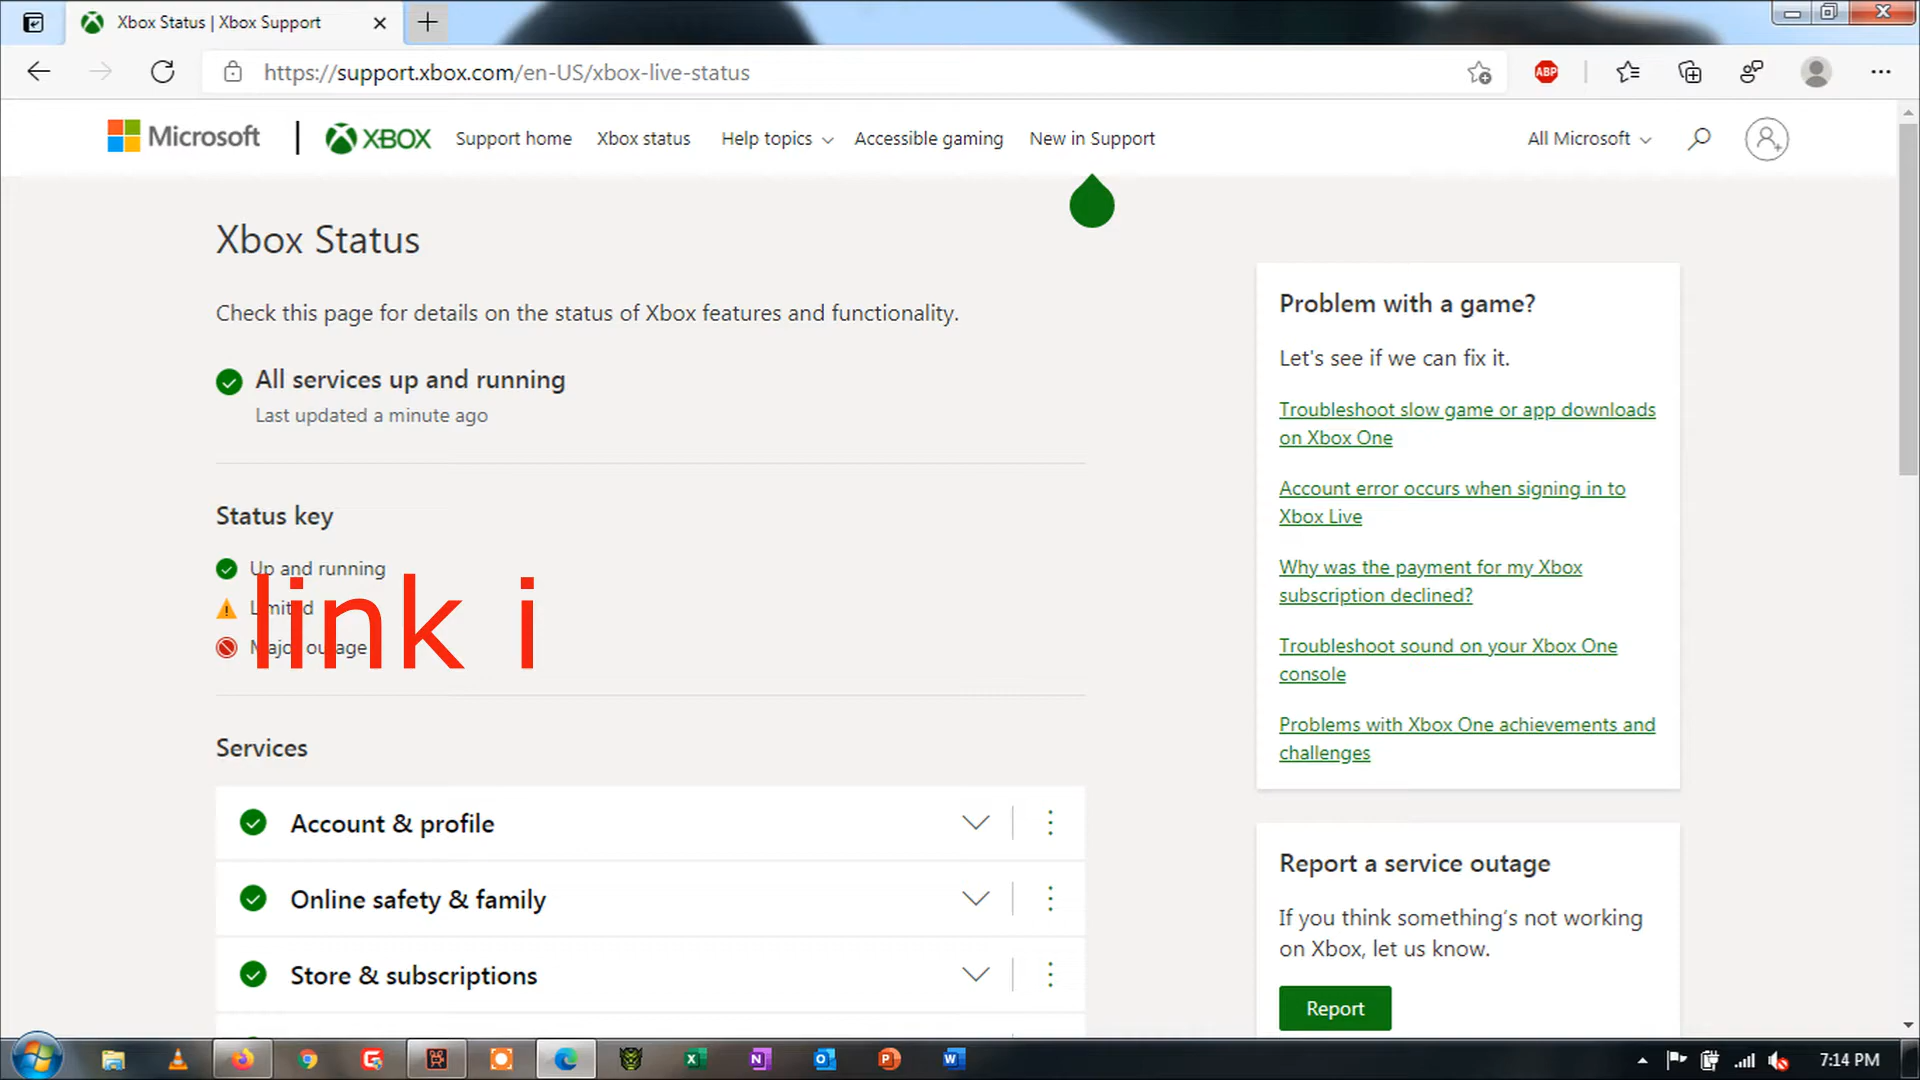 Xbox Status | Xbox Support
https://support.xbox.com/en-US/xbox-live-status
ABP
Microsoft
XBOX
Support home
Xbox status
Help topics
Accessible gaming
New in Support
All Microsoft
Xbox Status
Check this page for details on the status of Xbox features and functionality.
All services up and running
Last updated a minute ago
Status key
Up and running
Limited
Major outage
link i
Services
Account & profile
Online safety & family
Store & subscriptions
Problem with a game?
Let's see if we can fix it.
Troubleshoot slow game or app downloads
on Xbox One
Account error occurs when signing in to
Xbox Live
Why was the payment for my Xbox
subscription declined?
Troubleshoot sound on your Xbox One
console
Problems with Xbox One achievements and
challenges
Report a service outage
If you think something's not working
on Xbox, let us know.
Report
7:14 PM